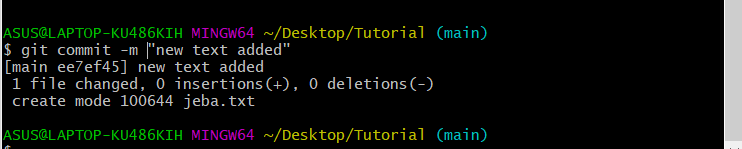 ASUS@LAPTOP-KU486KIH MINGW64 ~/Desktop/Tutorial (main)
$ git commit -m "new text added"
[main ee7ef45] new text added
 1 file changed, 0 insertions(+), 0 deletions(-)
 create mode 100644 jeba.txt
ASUS@LAPTOP-KU486KIH MINGW64 ~/Desktop/Tutorial (main)
$